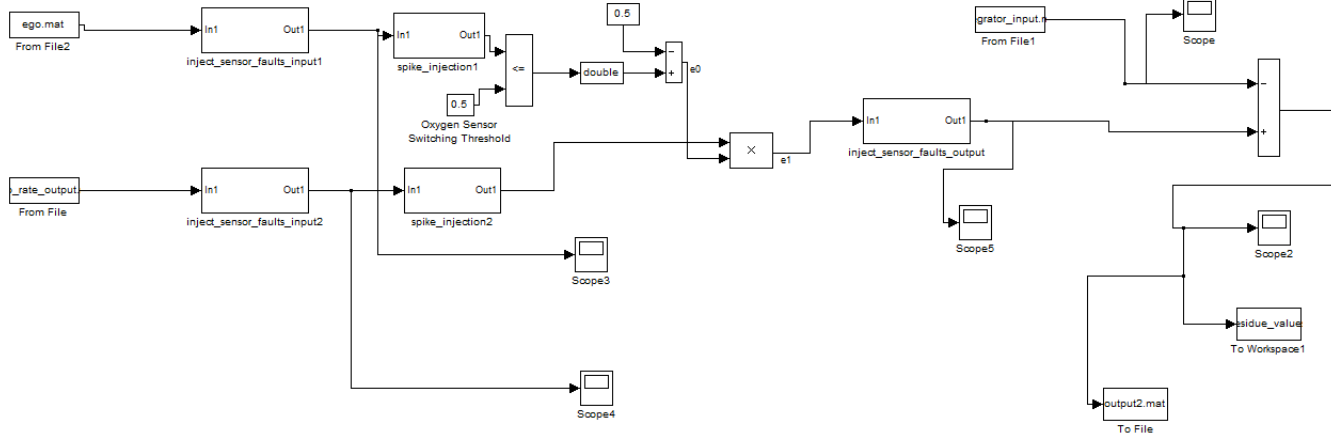 ego.mat
From File2
In1
Out1
inject_sensor_faults_input1
In1
Out1
spike_injection1
<=
0.5
Oxygen Sensor
Switching Threshold
double
0.5
−
+
e0
grator_input.n
From File1
Scope
−
+
In1
Out1
inject_sensor_faults_output
×
e1
o_rate_output.
From File
In1
Out1
inject_sensor_faults_input2
In1
Out1
spike_injection2
Scope3
Scope5
Scope2
esidue_value
To Workspace1
Scope4
output2.mat
To File